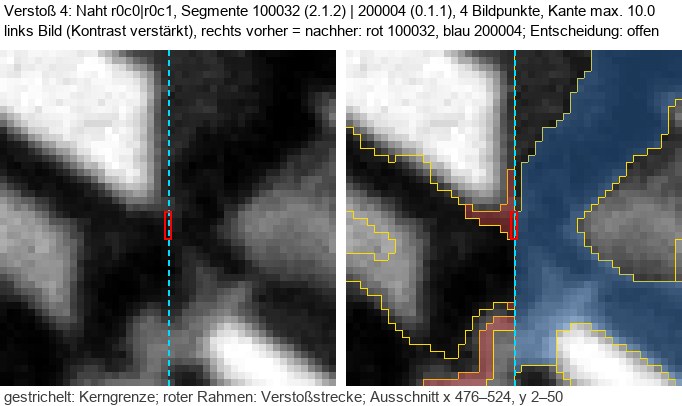 Verstoß 4: Naht r0c0|r0c1, Segmente 100032 (2.1.2) | 200004 (0.1.1), 4 Bildpunkte, Kante max. 10.0
links Bild (Kontrast verstärkt), rechts vorher = nachher: rot 100032, blau 200004; Entscheidung: offen
gestrichelt: Kerngrenze; roter Rahmen: Verstoßstrecke; Ausschnitt x 476–524, y 2–50